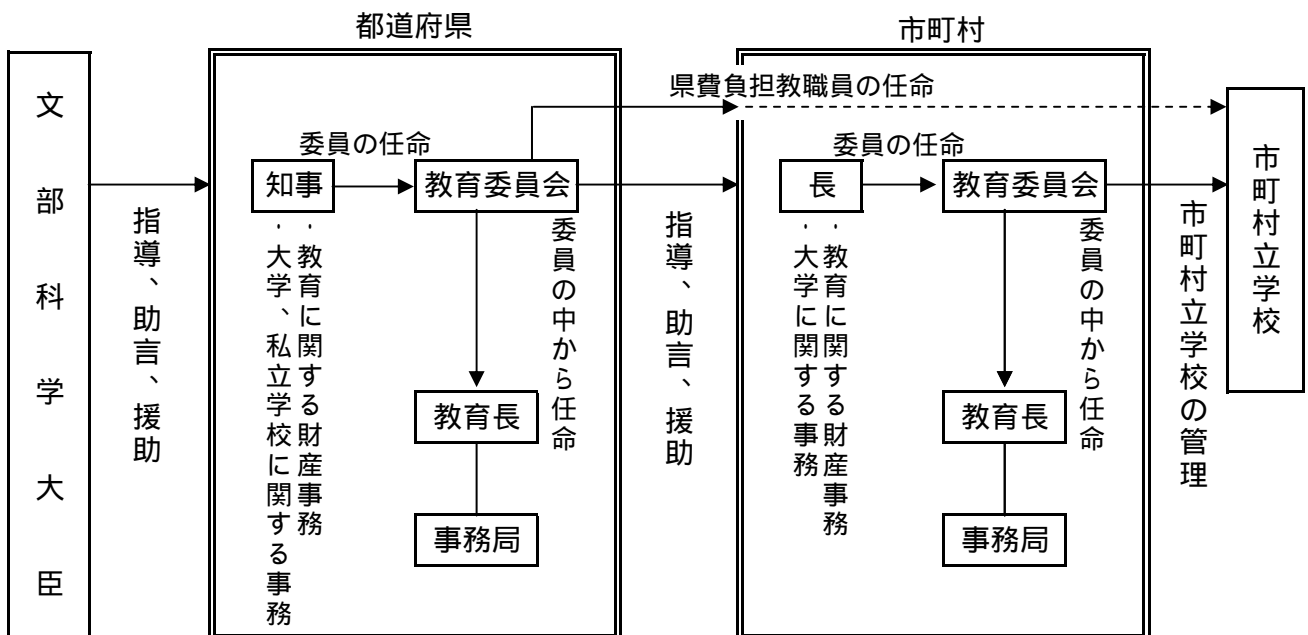 都道府県
市町村
文部科学大臣
指導、助言、援助
委員の任命
知事
教育委員会
・教育に関する財産事務
・大学、私立学校に関する事務
委員の中から任命
教育長
事務局
県費負担教職員の任命
指導、助言、援助
委員の任命
長
教育委員会
・教育に関する財産事務
・大学に関する事務
委員の中から任命
教育長
事務局
市町村立学校の管理
市町村立学校